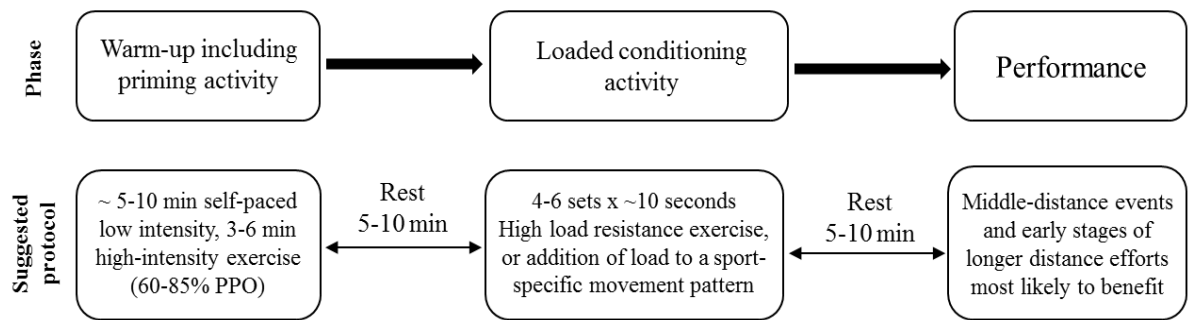 Phase
Warm-up including
priming activity
Loaded conditioning
activity
Performance
Suggested
protocol
~ 5-10 min self-paced
low intensity, 3-6 min
high-intensity exercise
(60-85% PPO)
Rest
5-10 min
4-6 sets x ~10 seconds
High load resistance exercise,
or addition of load to a sport-
specific movement pattern
Rest
5-10 min
Middle-distance events
and early stages of
longer distance efforts
most likely to benefit